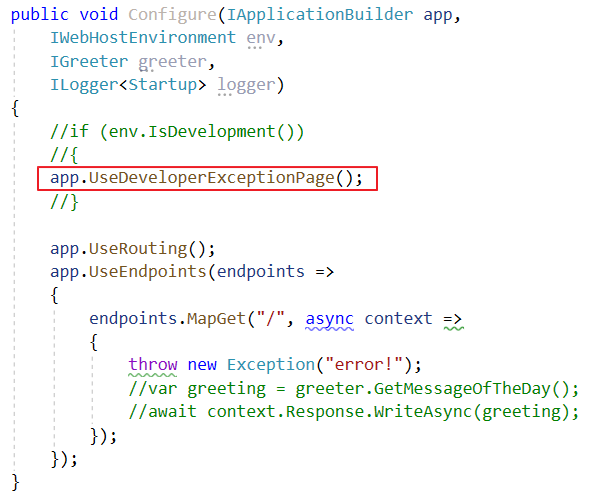 public void Configure(IApplicationBuilder app,
IWebHostEnvironment env,
IGreeter greeter,
ILogger<Startup> logger)
{
//if (env.IsDevelopment())
//{
app.UseDeveloperExceptionPage();
//}
app.UseRouting();
app.UseEndpoints(endpoints =>
{
endpoints.MapGet("/", async context =>
{
throw new Exception("error!");
//var greeting = greeter.GetMessageOfTheDay();
//await context.Response.WriteAsync(greeting);
});
});
}